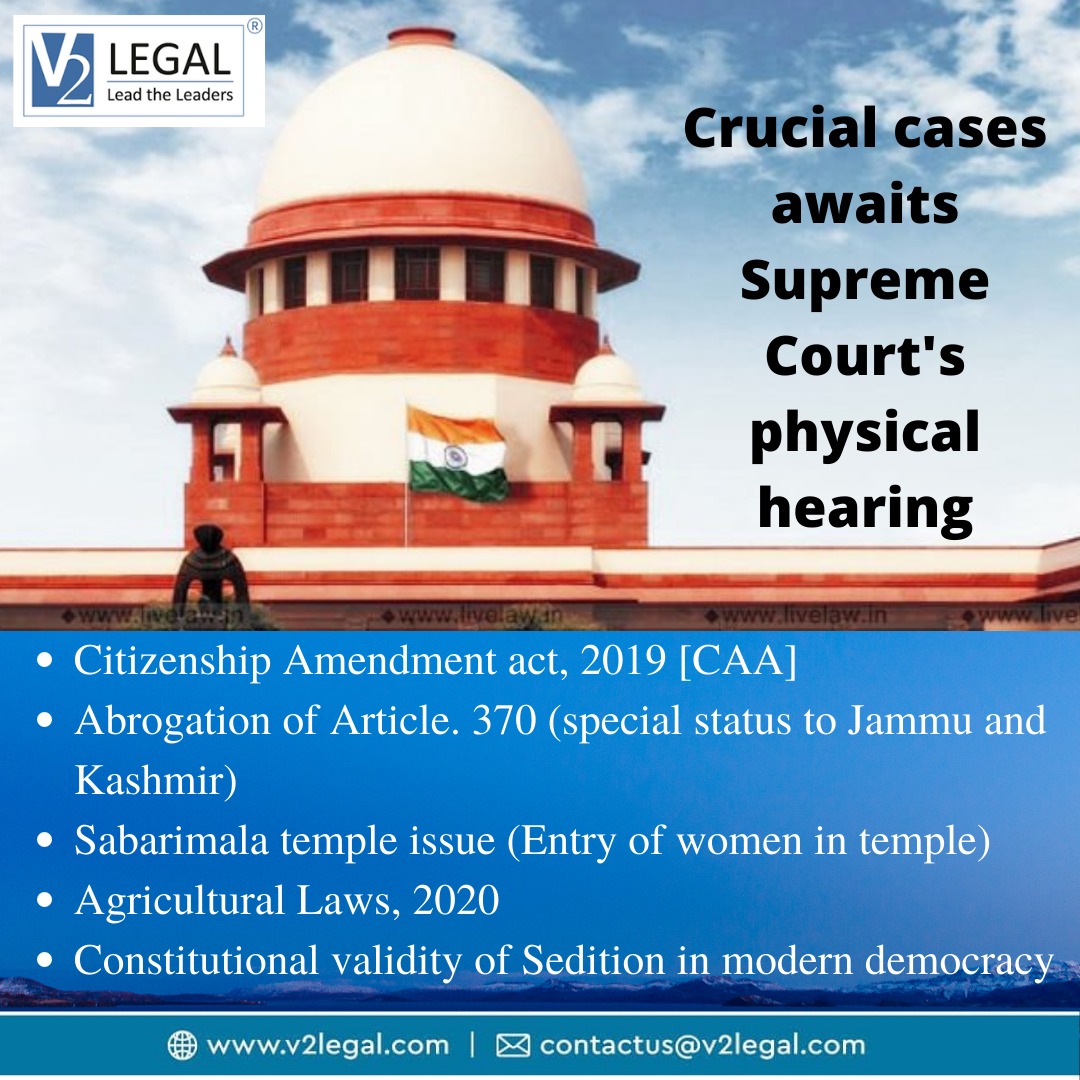 V2 LEGAL ®
Lead the Leaders
Crucial cases
awaits
Supreme
Court's
physical
hearing
◆www.livelaw.in ◆www.livelaw.in ◆www.livelaw.in ◆www.live
• Citizenship Amendment act, 2019 [CAA]
• Abrogation of Article. 370 (special status to Jammu and
Kashmir)
• Sabarimala temple issue (Entry of women in temple)
• Agricultural Laws, 2020
• Constitutional validity of Sedition in modern democracy
www.v2legal.com | contactus@v2legal.com